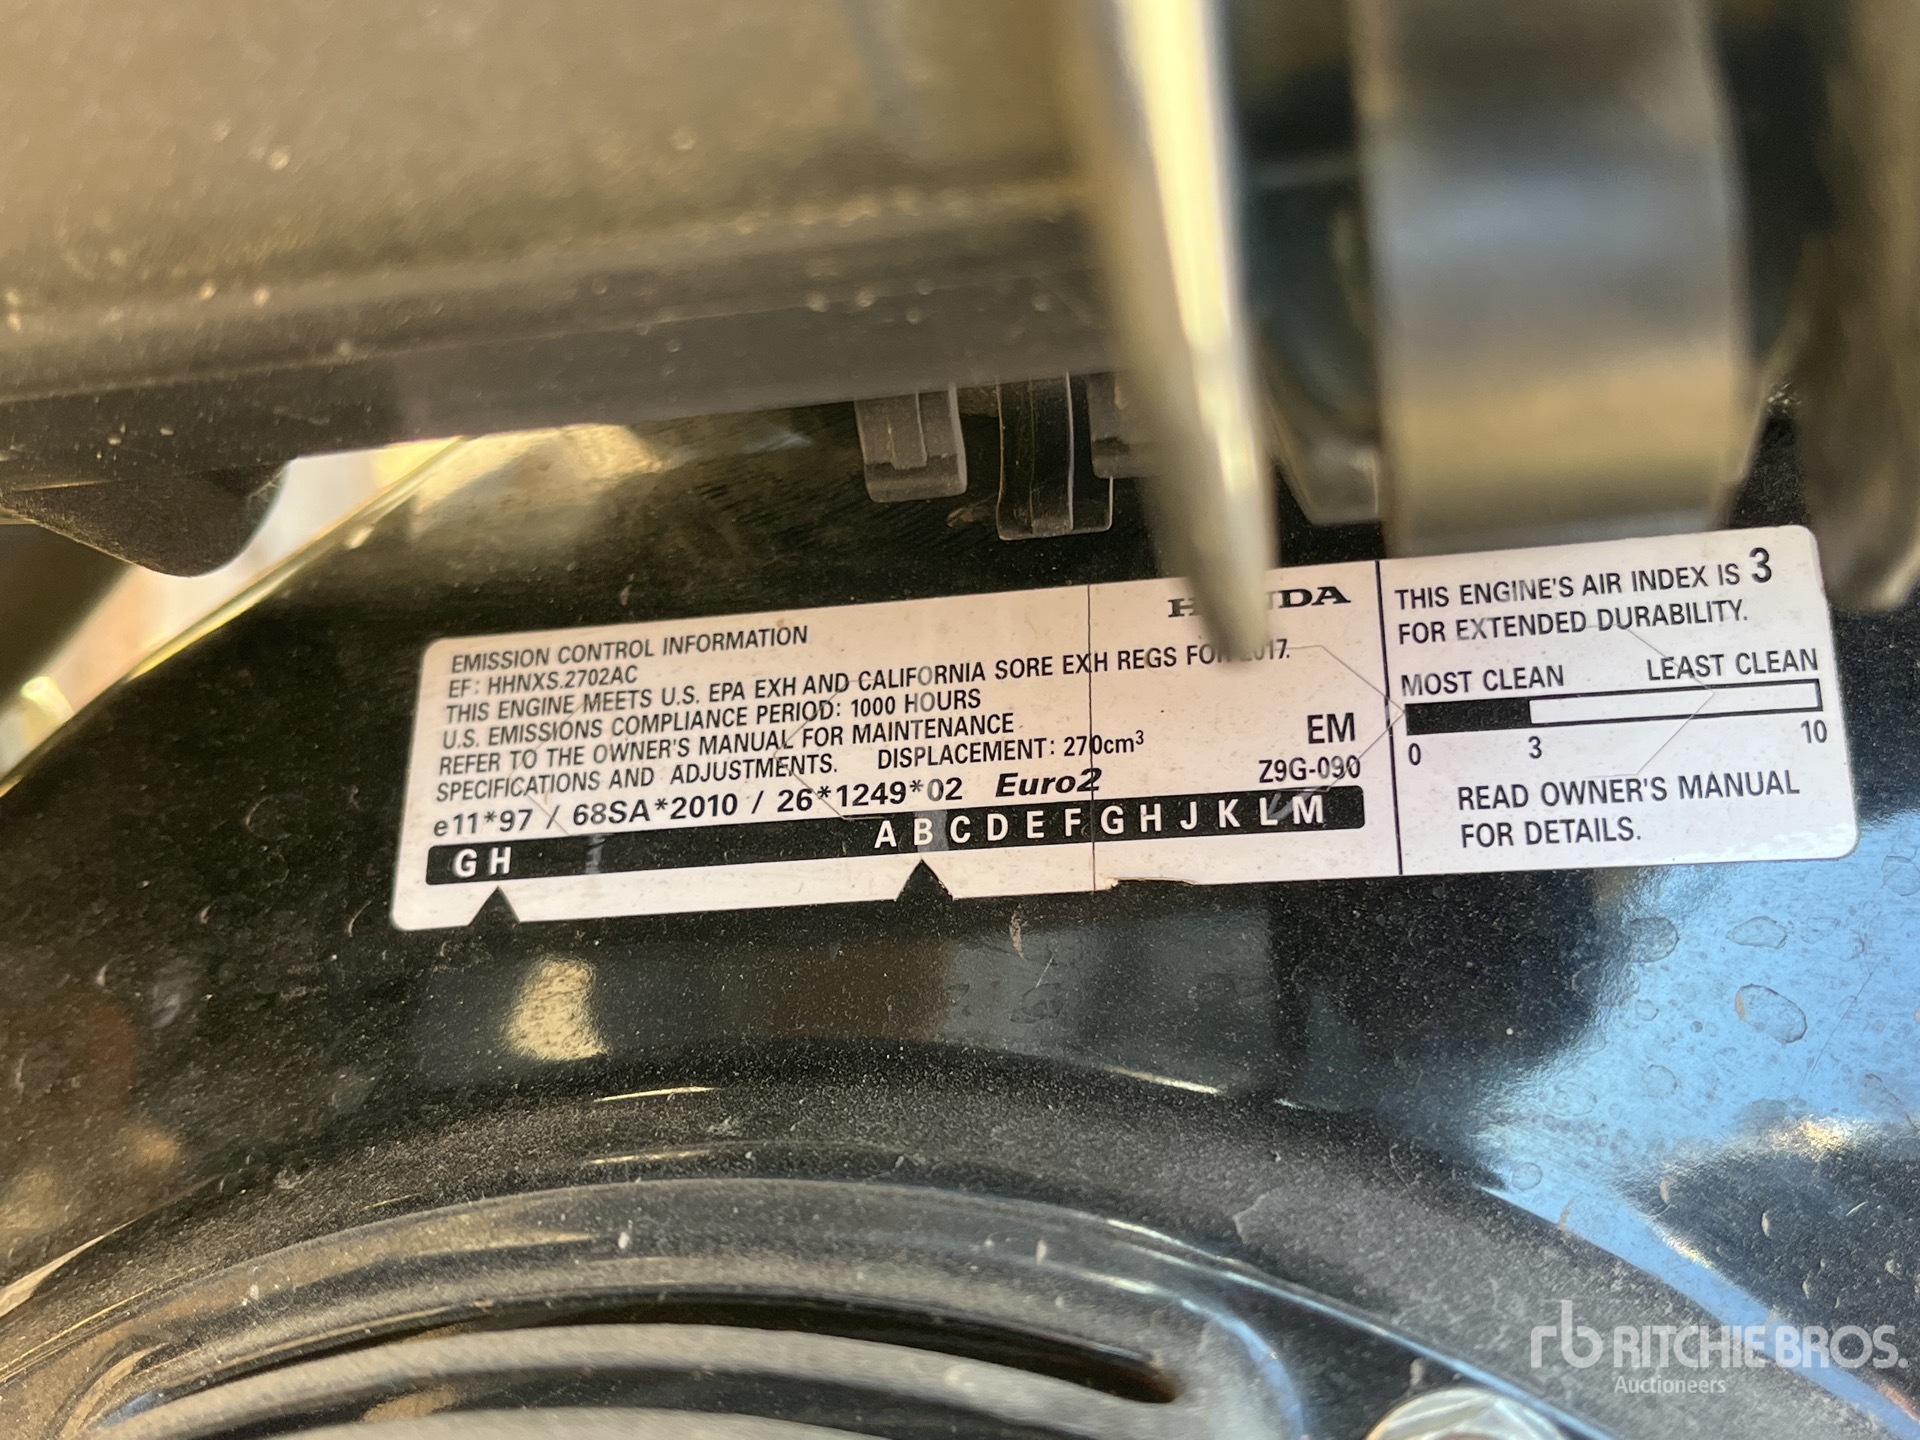 EMISSION CONTROL INFORMATION
EF: HHNXS.2702AC
THIS ENGINE MEETS U.S. EPA EXH AND CALIFORNIA SORE EXH REGS FOR 2017.
U.S. EMISSIONS COMPLIANCE PERIOD: 1000 HOURS
REFER TO THE OWNER'S MANUAL FOR MAINTENANCE
SPECIFICATIONS AND ADJUSTMENTS. DISPLACEMENT: 270cm³
e11*97 / 68SA*2010 / 26*1249*02 Euro2
HONDA
EM
Z9G-090
G H A B C D E F G H J K L M
THIS ENGINE'S AIR INDEX IS 3
FOR EXTENDED DURABILITY.
MOST CLEAN LEAST CLEAN
0 3 10
READ OWNER'S MANUAL
FOR DETAILS.
rb RITCHIE BROS.
Auctioneers